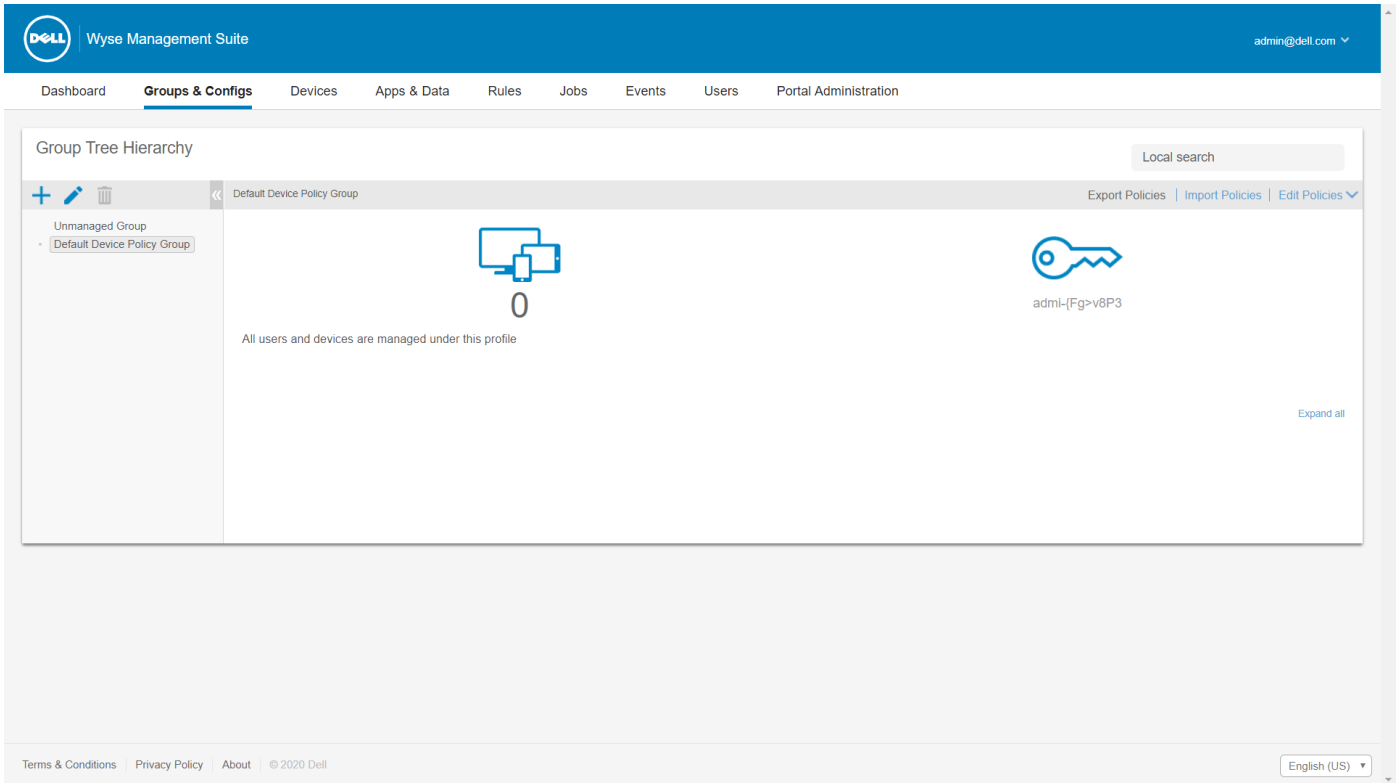 DELL Wyse Management Suite admin@dell.com
Dashboard Groups & Configs Devices Apps & Data Rules Jobs Events Users Portal Administration
Group Tree Hierarchy
Local search
Default Device Policy Group Export Policies Import Policies Edit Policies
Unmanaged Group
Default Device Policy Group
0
admi-{Fg>v8P3
All users and devices are managed under this profile
Expand all
Terms & Conditions Privacy Policy About © 2020 Dell English (US)